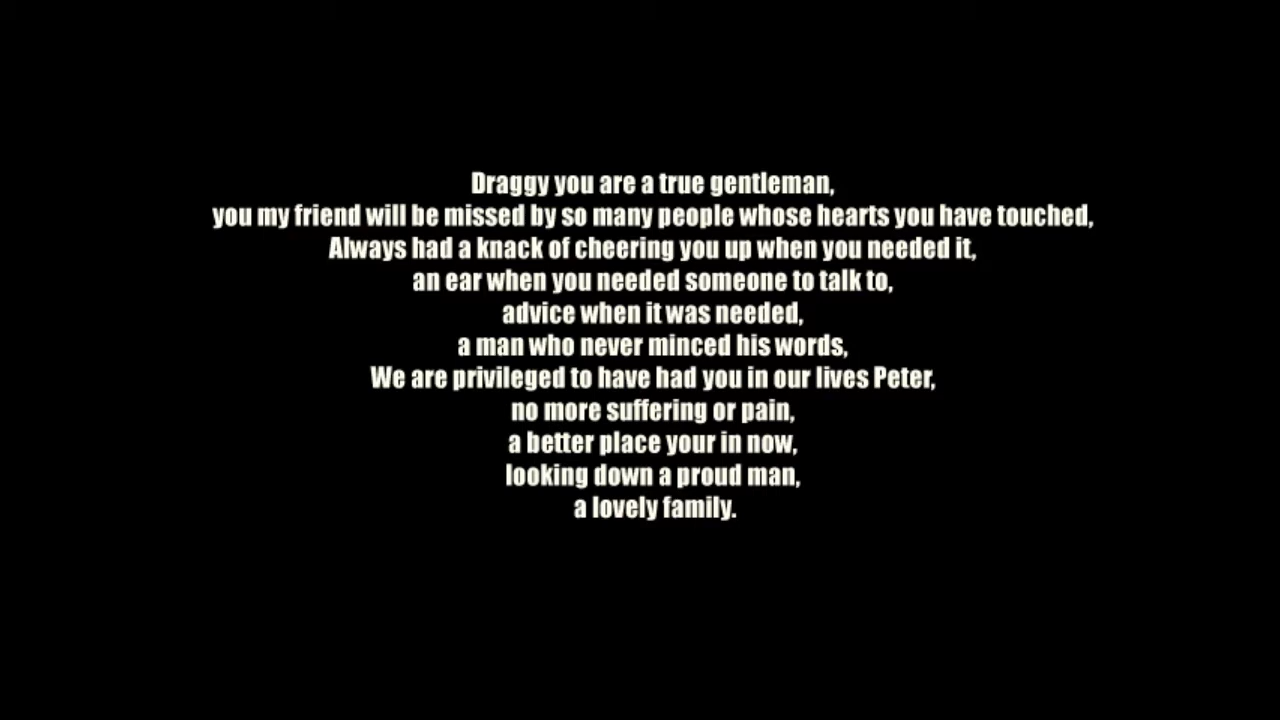 Draggy you are a true gentleman,
you my friend will be missed by so many people whose hearts you have touched,
Always had a knack of cheering you up when you needed it,
an ear when you needed someone to talk to,
advice when it was needed,
a man who never minced his words,
We are privileged to have had you in our lives Peter,
no more suffering or pain,
a better place your in now,
looking down a proud man,
a lovely family.